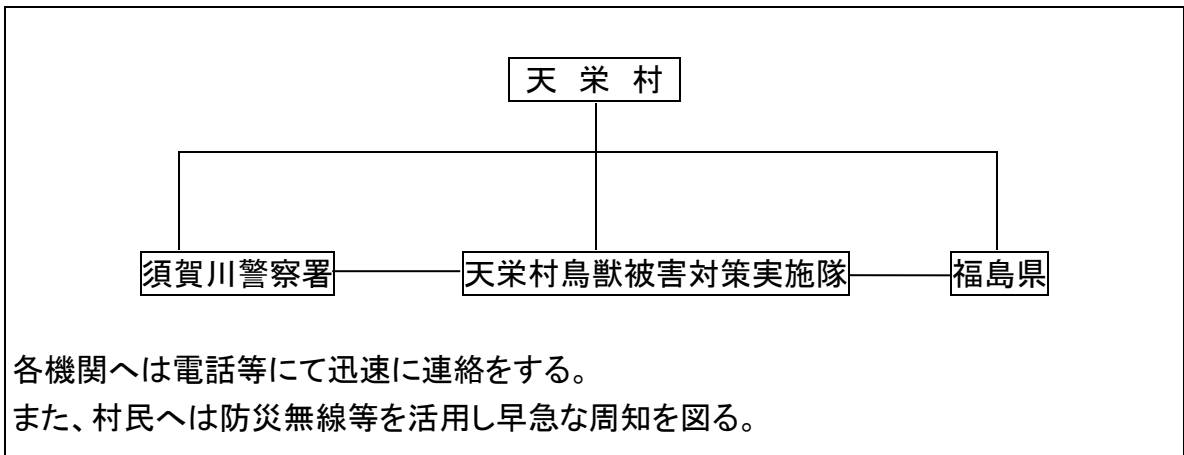 天 栄 村
須賀川警察署 天栄村鳥獣被害対策実施隊 福島県
各機関へは電話等にて迅速に連絡をする。
また、村民へは防災無線等を活用し早急な周知を図る。